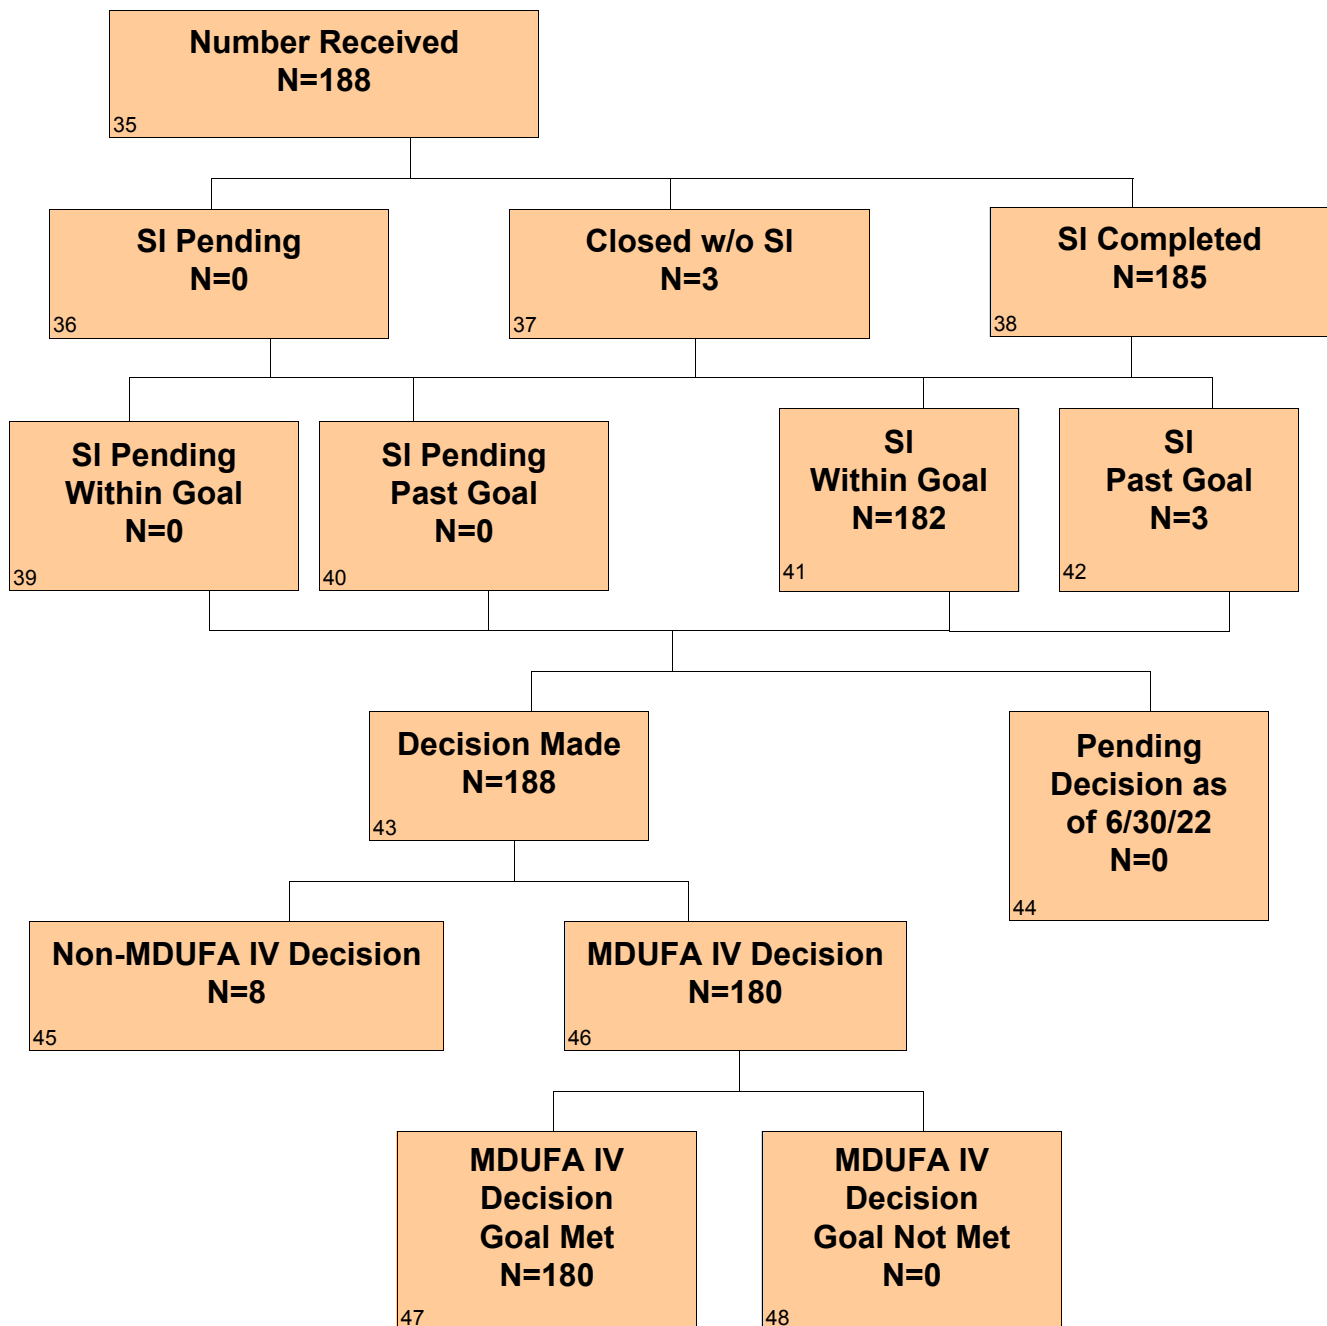 Number Received
N=188
35
SI Pending
N=0
36
Closed w/o SI
N=3
37
SI Completed
N=185
38
SI Pending
Within Goal
N=0
39
SI Pending
Past Goal
N=0
40
SI
Within Goal
N=182
41
SI
Past Goal
N=3
42
Decision Made
N=188
43
Pending
Decision as
of 6/30/22
N=0
44
Non-MDUFA IV Decision
N=8
45
MDUFA IV Decision
N=180
46
MDUFA IV
Decision
Goal Met
N=180
47
MDUFA IV
Decision
Goal Not Met
N=0
48